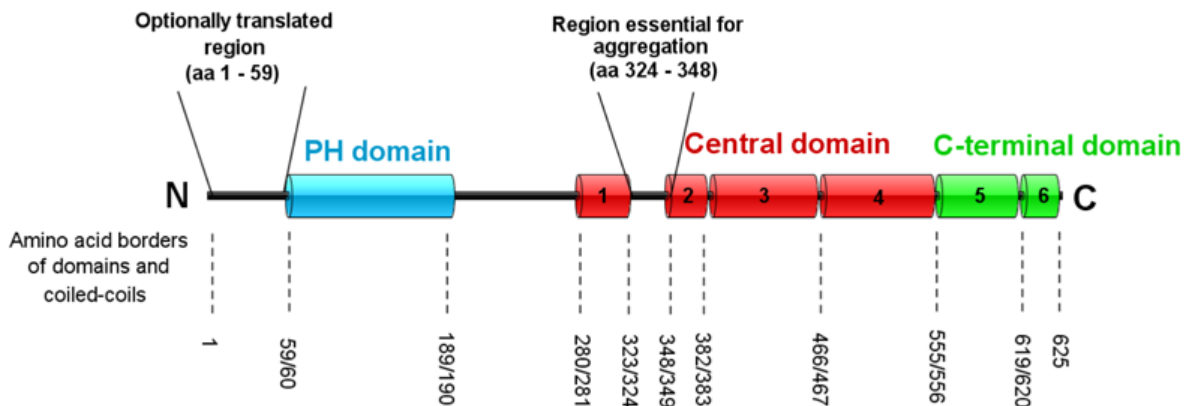 Optionally translated
region
(aa 1 - 59)
Region essential for
aggregation
(aa 324 - 348)
PH domain
Central domain
C-terminal domain
N
1
2
3
4
5
6
C
Amino acid borders
of domains and
coiled-coils
1
59/60
189/190
280/281
323/324
348/349
382/383
466/467
555/556
619/620
625